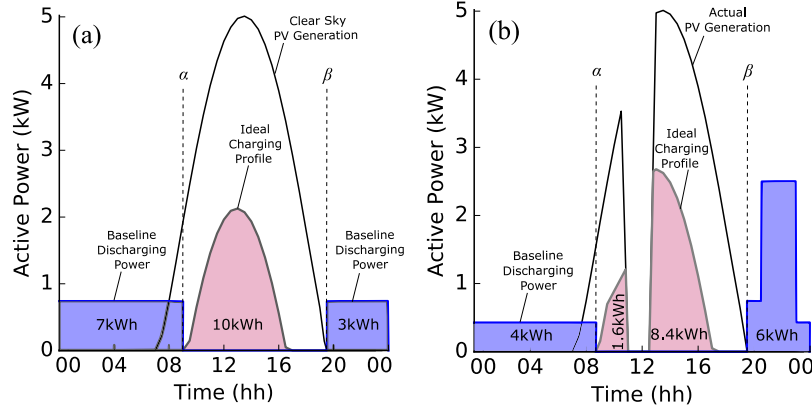 (a)
Clear Sky
PV Generation
α
β
Ideal
Charging
Profile
Baseline
Discharging
Power
Baseline
Discharging
Power
7kWh
10kWh
3kWh
5
4
3
2
1
0
00 04 08 12 16 20 00
Active Power (kW)
Time (hh)
(b)
Actual
PV Generation
α
β
Ideal
Charging
Profile
Baseline
Discharging
Power
4kWh
1.6kWh
8.4kWh
6kWh
5
4
3
2
1
0
00 04 08 12 16 20 00
Active Power (kW)
Time (hh)